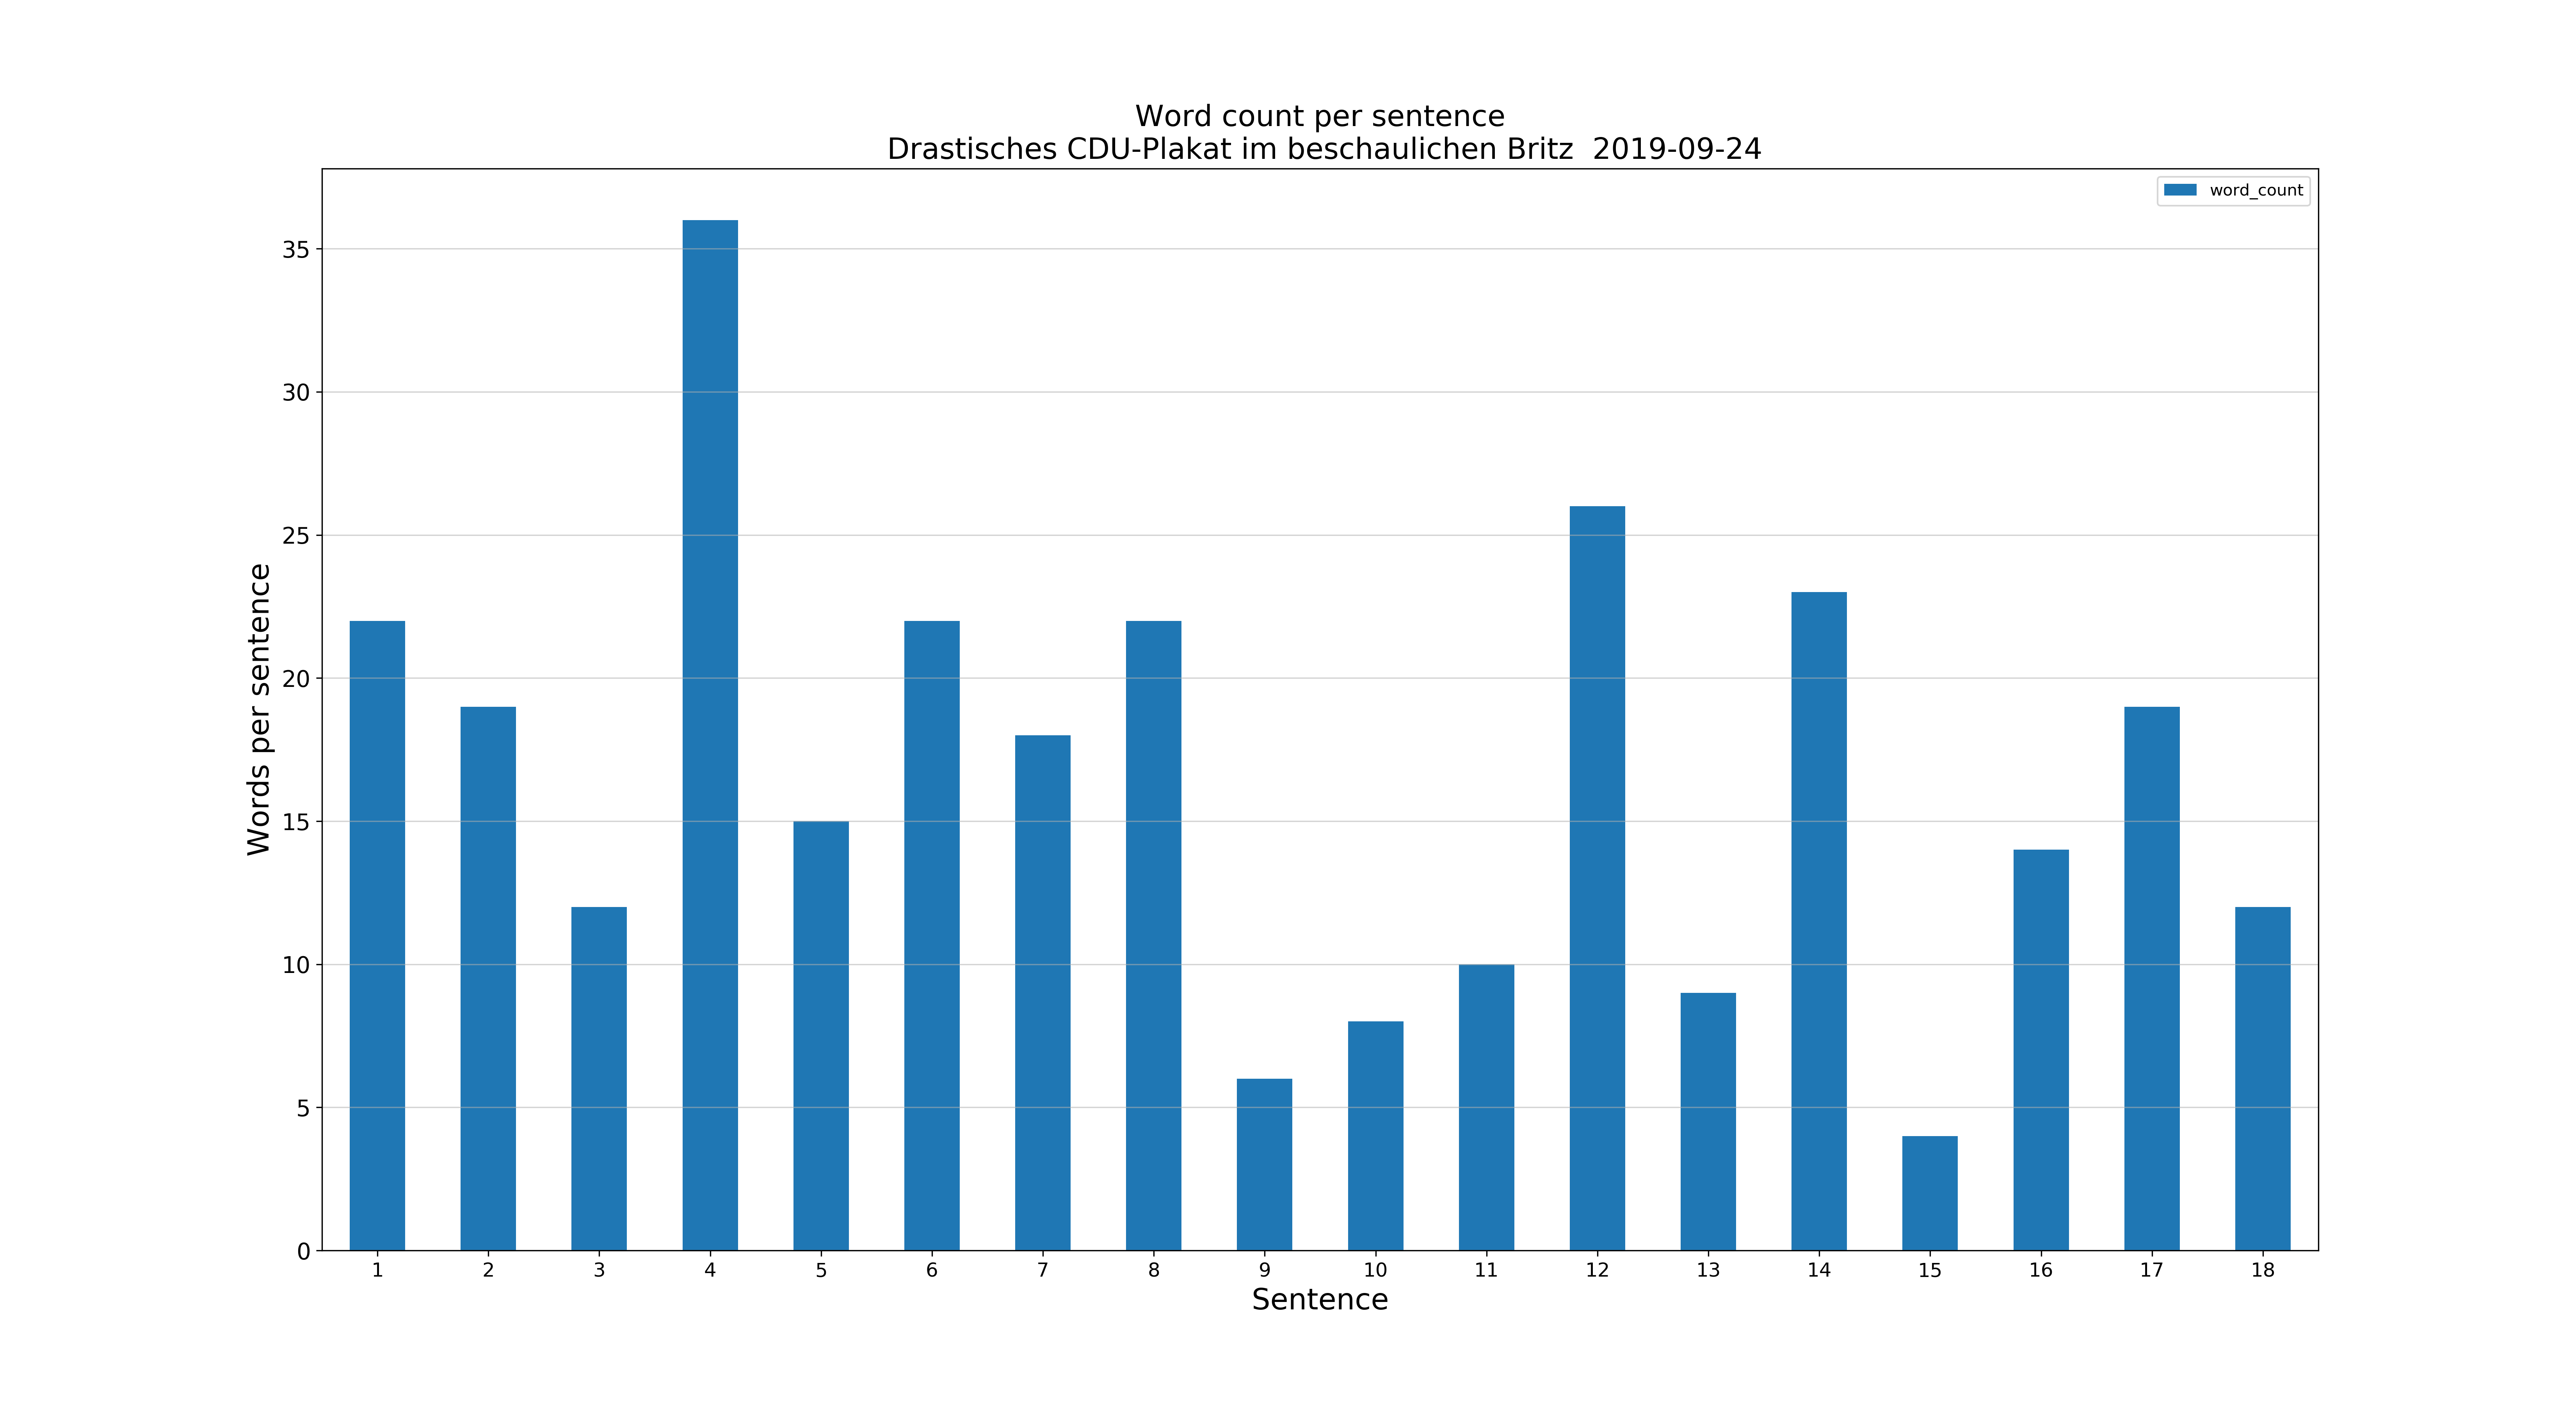 Word count per sentence
Drastisches CDU-Plakat im beschaulichen Britz  2019-09-24
word_count
35
30
25
20
15
10
5
0
Words per sentence
1 2 3 4 5 6 7 8 9 10 11 12 13 14 15 16 17 18
Sentence